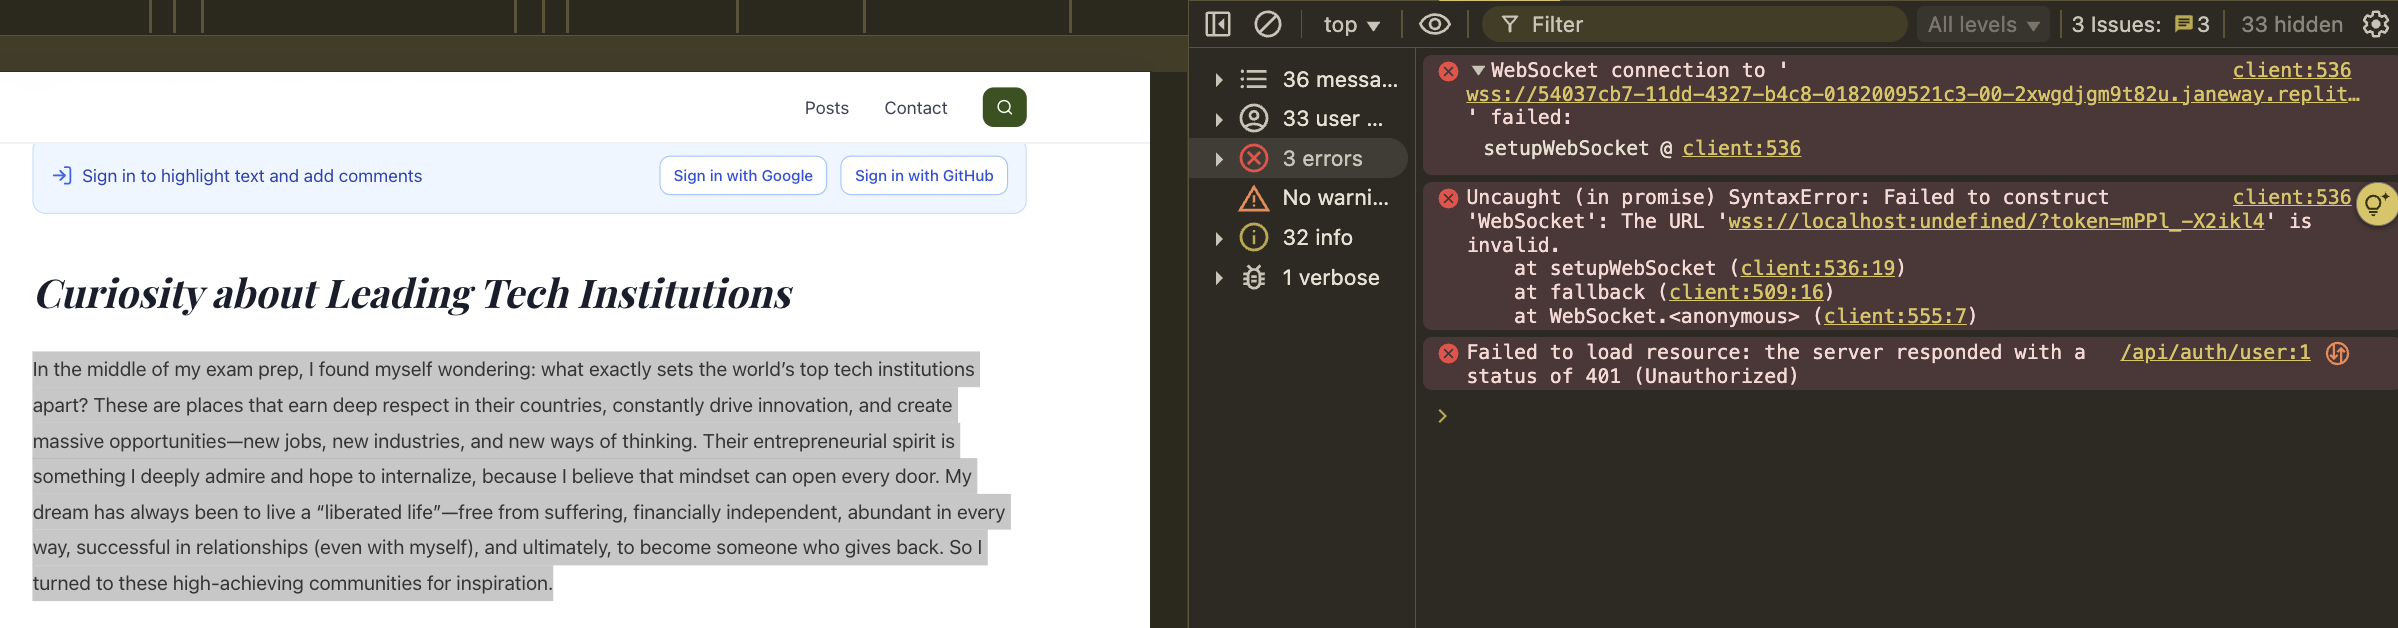 Posts
Contact
Sign in to highlight text and add comments
Sign in with Google
Sign in with GitHub
Curiosity about Leading Tech Institutions
In the middle of my exam prep, I found myself wondering: what exactly sets the world’s top tech institutions
apart? These are places that earn deep respect in their countries, constantly drive innovation, and create
massive opportunities—new jobs, new industries, and new ways of thinking. Their entrepreneurial spirit is
something I deeply admire and hope to internalize, because I believe that mindset can open every door. My
dream has always been to live a “liberated life”—free from suffering, financially independent, abundant in every
way, successful in relationships (even with myself), and ultimately, to become someone who gives back. So I
turned to these high-achieving communities for inspiration.
top
Filter
All levels
3 Issues: 3
33 hidden
36 messa...
33 user ...
3 errors
No warni...
32 info
1 verbose
WebSocket connection to ' client:536
wss://54037cb7-11dd-4327-b4c8-0182009521c3-00-2xwgdjgm9t82u.janeway.replit…
' failed:
setupWebSocket @ client:536
Uncaught (in promise) SyntaxError: Failed to construct client:536
'WebSocket': The URL 'wss://localhost:undefined/?token=mPPl_-X2ikl4' is
invalid.
at setupWebSocket (client:536:19)
at fallback (client:509:16)
at WebSocket.<anonymous> (client:555:7)
Failed to load resource: the server responded with a /api/auth/user:1
status of 401 (Unauthorized)